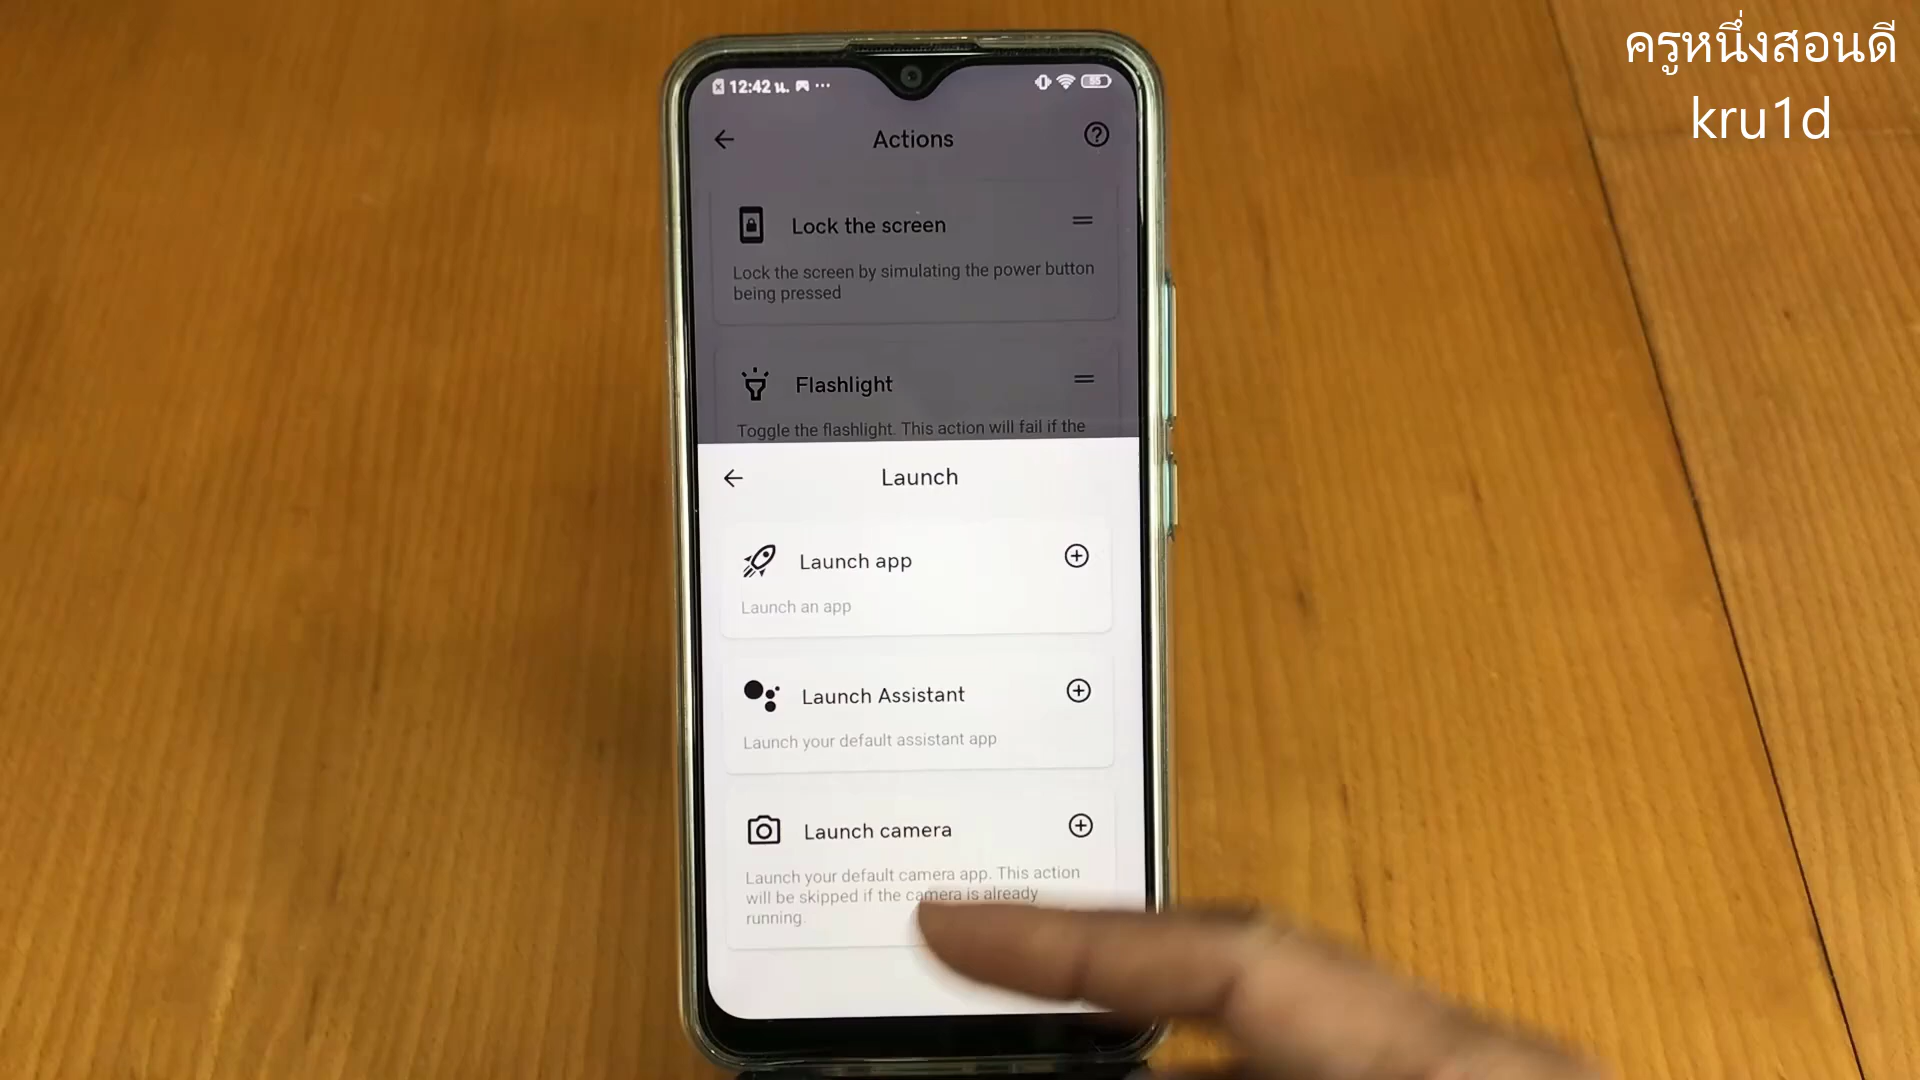 ครูหนึ่งสอนดี
kru1d
12:42 น.
55
Actions
Lock the screen
Lock the screen by simulating the power button
being pressed
Flashlight
Toggle the flashlight. This action will fail if the
Launch
Launch app
Launch an app
Launch Assistant
Launch your default assistant app
Launch camera
Launch your default camera app. This action
will be skipped if the camera is already
running.